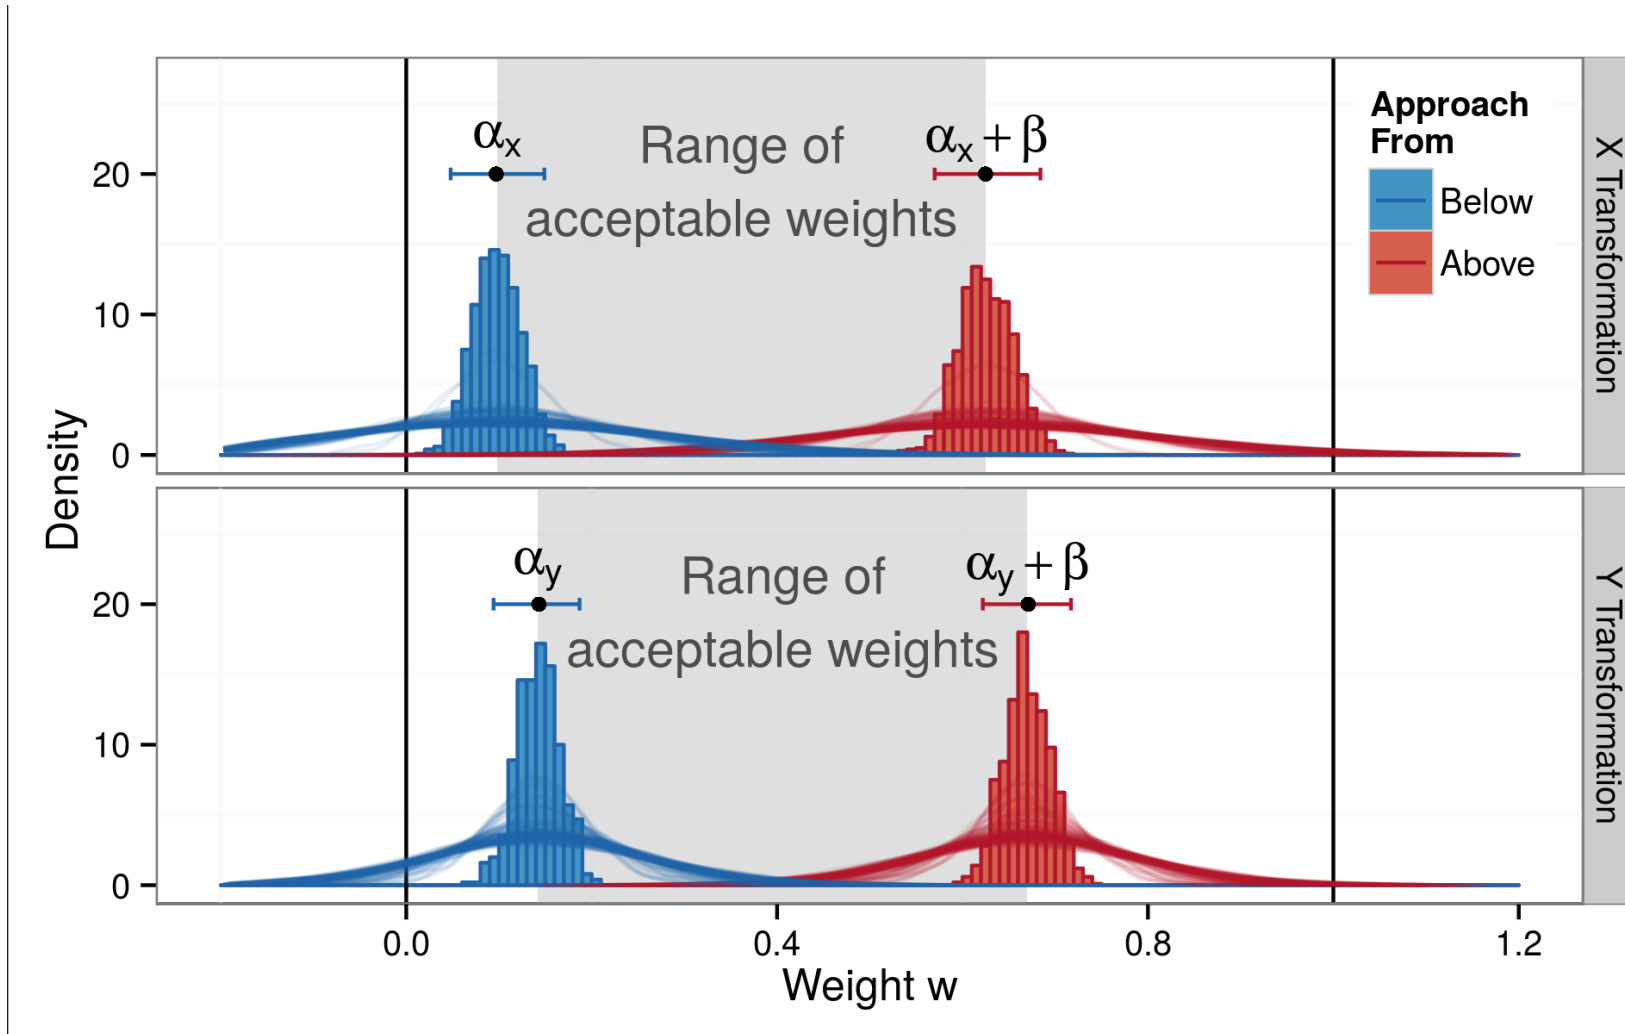 αx
Range of
acceptable weights
αx + β
Approach
From
Below
Above
X Transformation
20
10
0
Density
αy
Range of
acceptable weights
αy + β
Y Transformation
20
10
0
0.0 0.4 0.8 1.2
Weight w